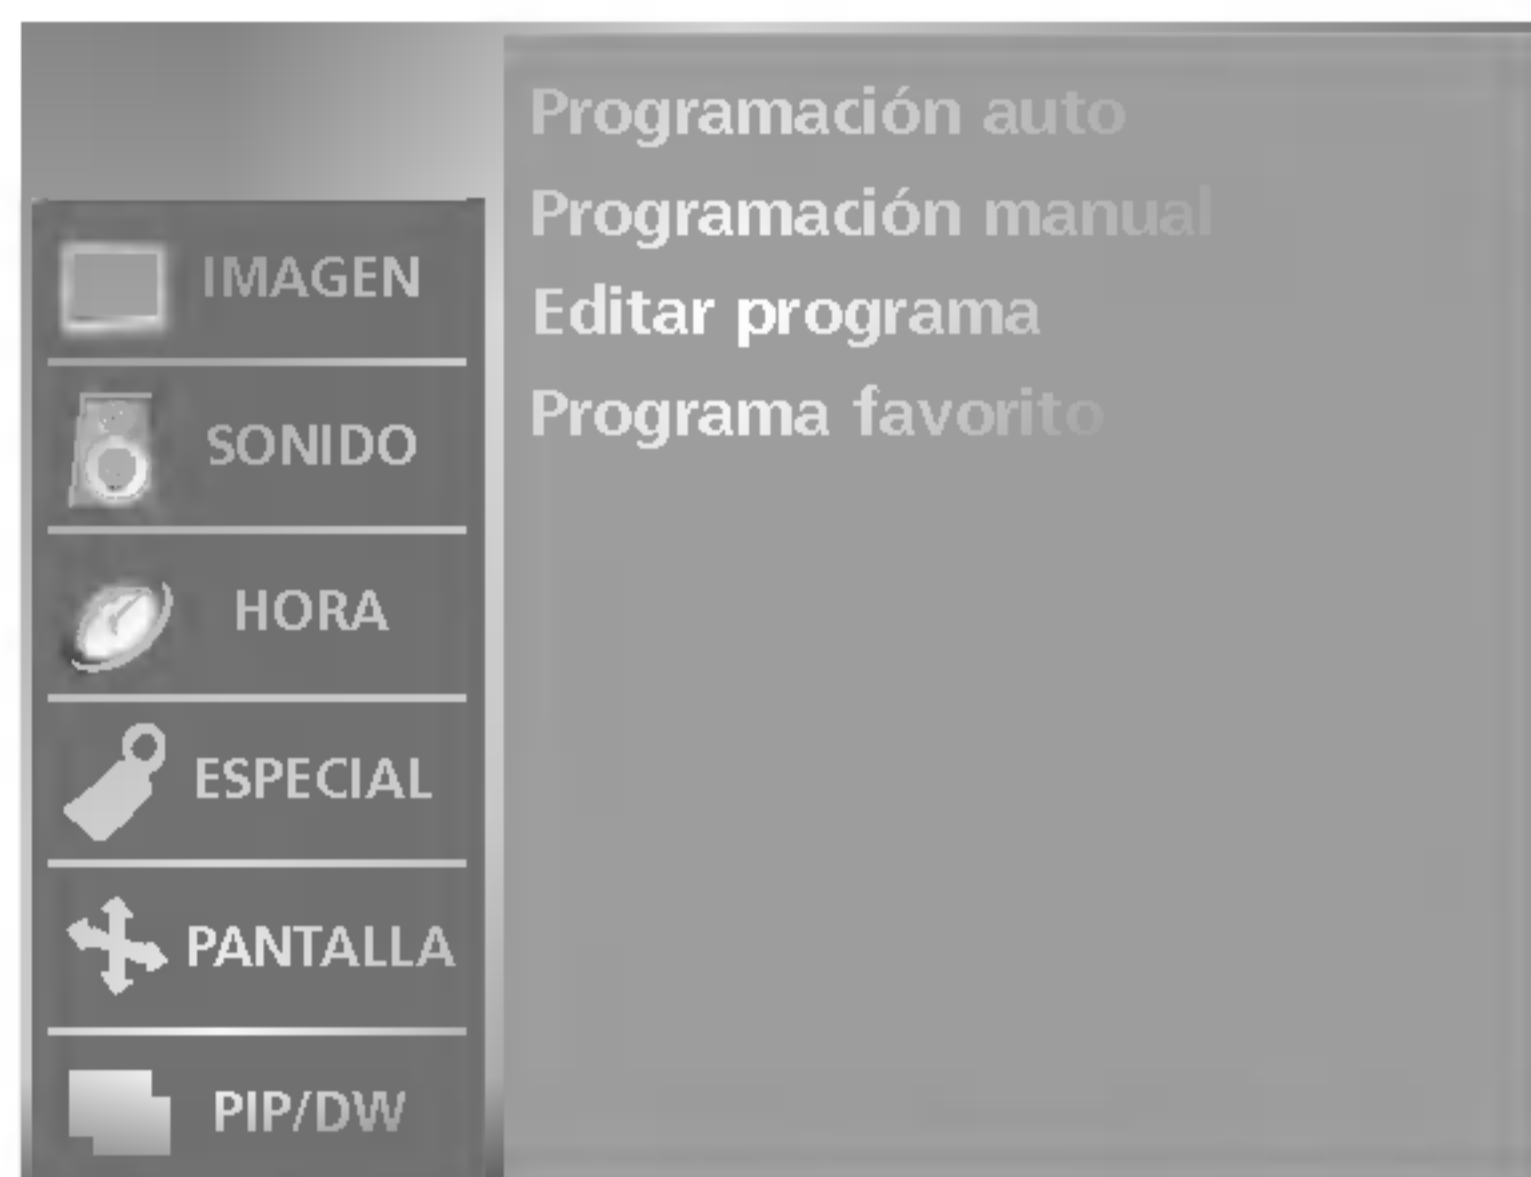 Programación auto
Programación manual
Editar programa
Programa favorito
IMAGEN
SONIDO
HORA
ESPECIAL
PANTALLA
PIP/DW